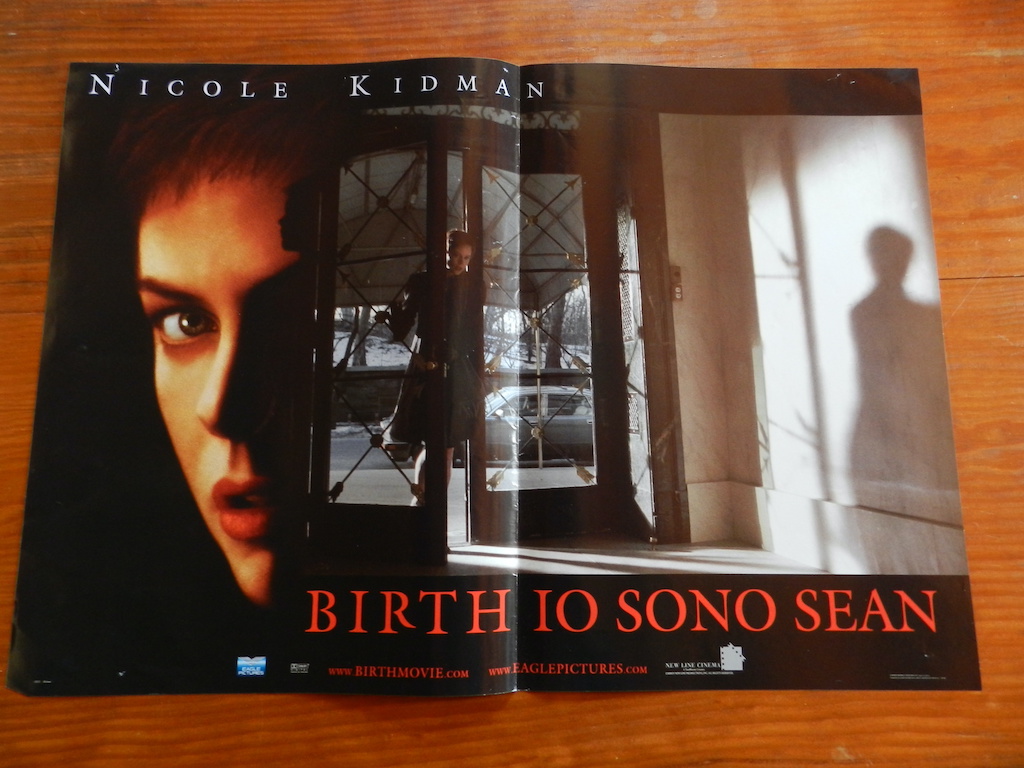 NICOLE KIDMAN
BIRTH IO SONO SEAN
EAGLE PICTURES
WWW.BIRTHMOVIE.COM WWW.EAGLEPICTURES.COM
NEW LINE CINEMA